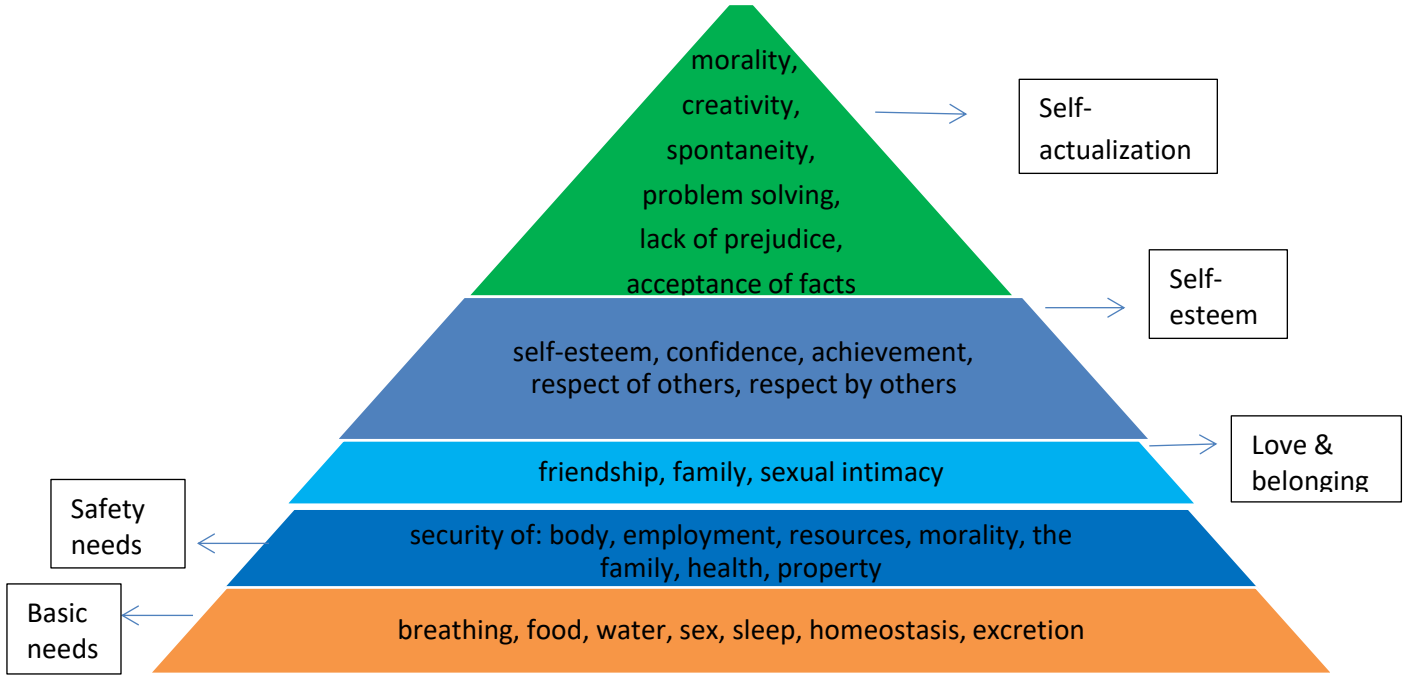 morality,
creativity,
spontaneity,
problem solving,
lack of prejudice,
acceptance of facts
Self-
actualization
self-esteem, confidence, achievement,
respect of others, respect by others
Self-
esteem
friendship, family, sexual intimacy
Love &
belonging
security of: body, employment, resources, morality, the
family, health, property
Safety
needs
breathing, food, water, sex, sleep, homeostasis, excretion
Basic
needs